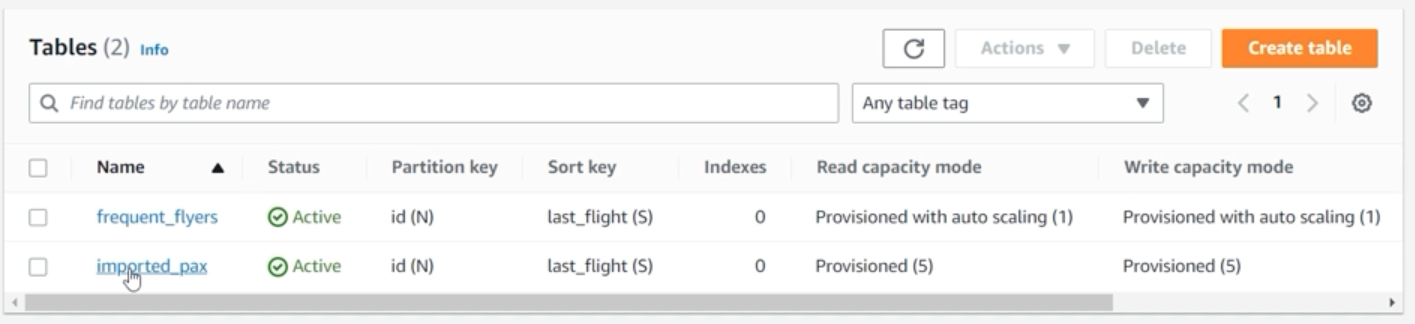 Tables (2) Info
Actions Delete Create table
Find tables by table name
Any table tag
1
Name Status Partition key Sort key Indexes Read capacity mode Write capacity mode
frequent_flyers Active id (N) last_flight (S) 0 Provisioned with auto scaling (1) Provisioned with auto scaling (1)
imported_pax Active id (N) last_flight (S) 0 Provisioned (5) Provisioned (5)